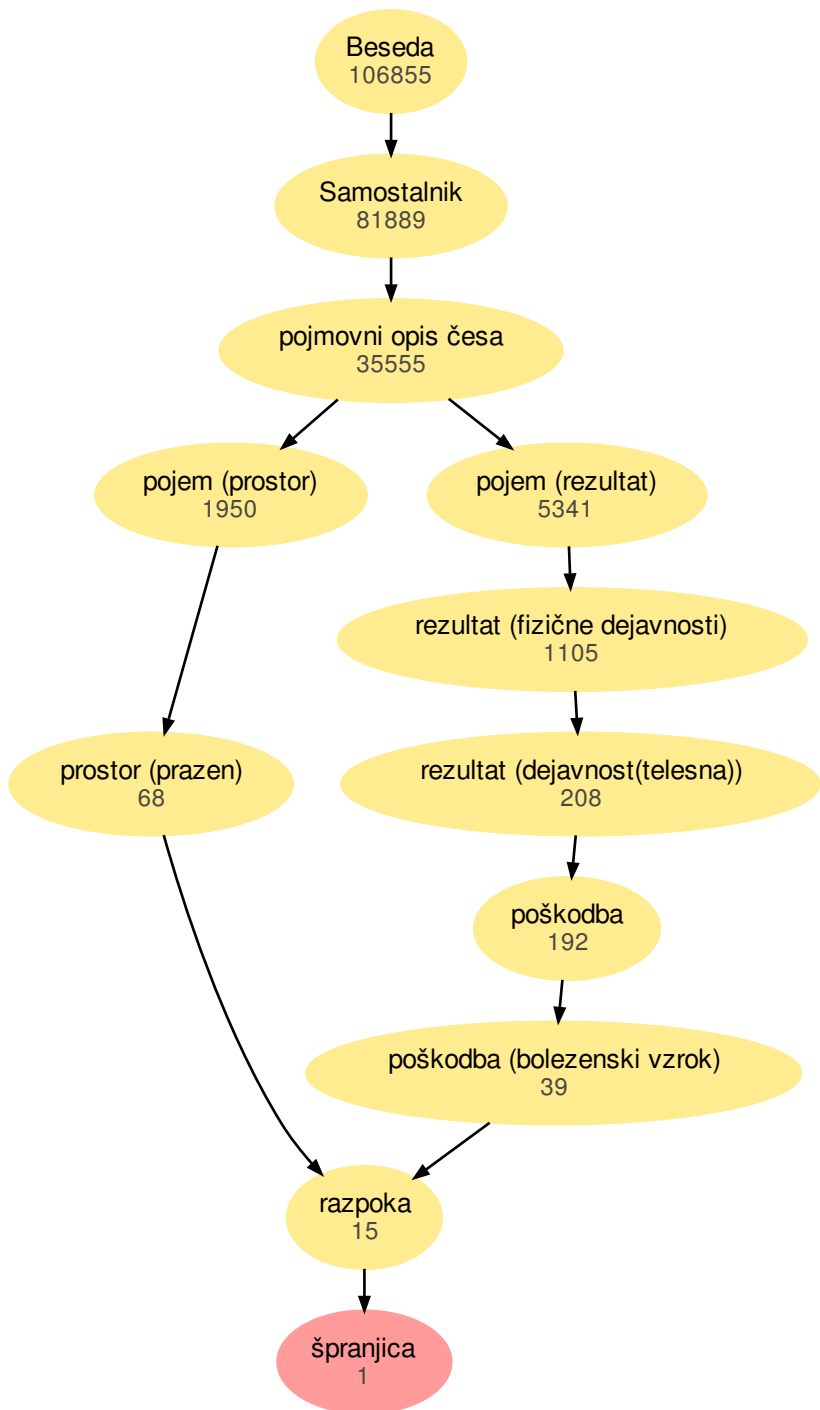 Beseda
106855
Samostalnik
81889
pojmovni opis česa
35555
pojem (prostor)
1950
pojem (rezultat)
5341
rezultat (fizične dejavnosti)
1105
prostor (prazen)
68
rezultat (dejavnost(telesna))
208
poškodba
192
poškodba (bolezenski vzrok)
39
razpoka
15
špranjica
1